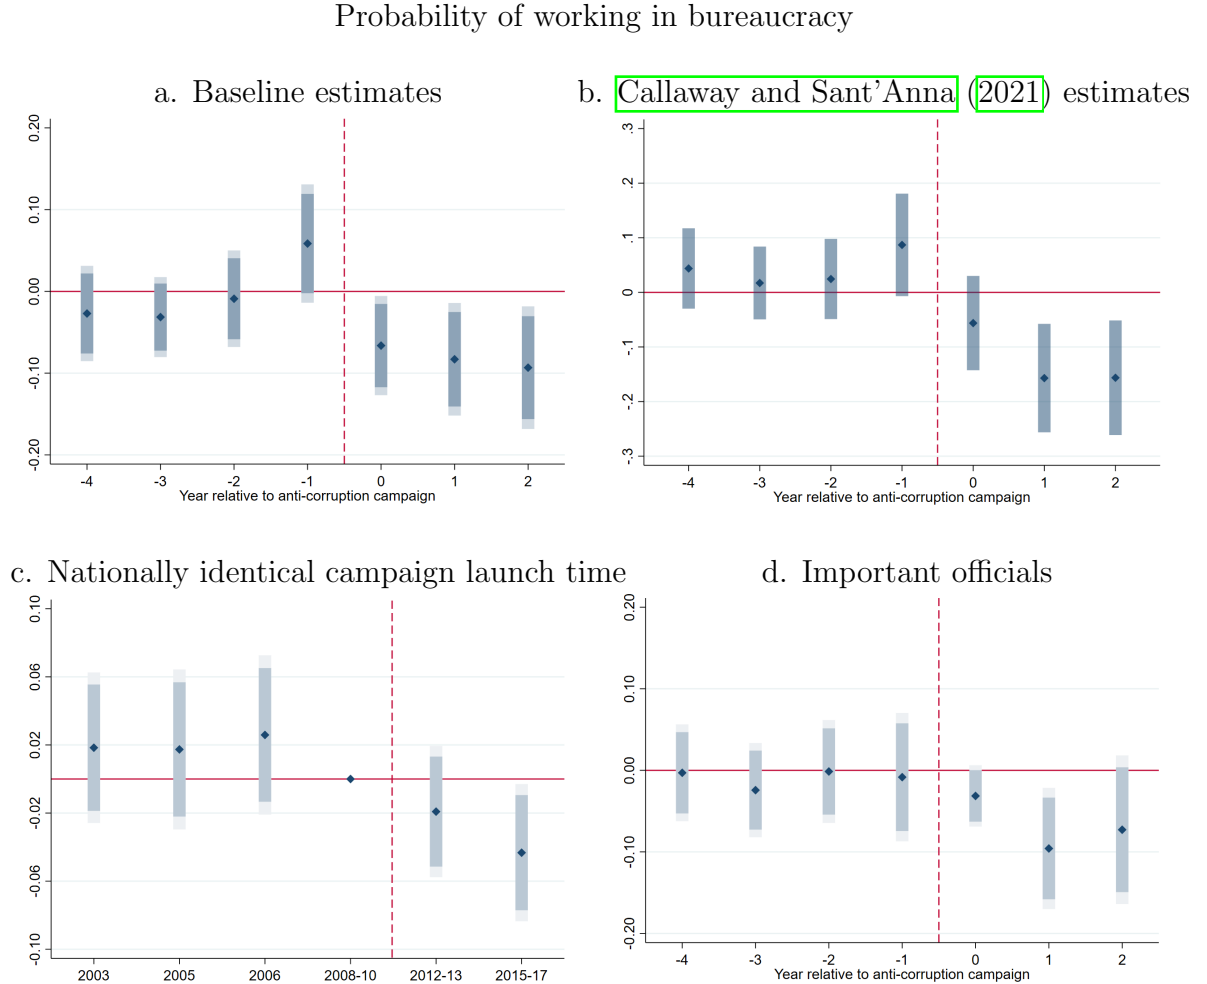 Probability of working in bureaucracy
a. Baseline estimates
0.20
0.10
0.00
-0.10
-0.20
-4 -3 -2 -1 0 1 2
Year relative to anti-corruption campaign
b. Callaway and Sant'Anna (2021) estimates
.3
.2
.1
0
-.1
-.2
-.3
-4 -3 -2 -1 0 1 2
Year relative to anti-corruption campaign
c. Nationally identical campaign launch time
0.10
0.06
0.02
-0.02
-0.06
-0.10
2003 2005 2006 2008-10 2012-13 2015-17
d. Important officials
0.20
0.10
0.00
-0.10
-0.20
-4 -3 -2 -1 0 1 2
Year relative to anti-corruption campaign